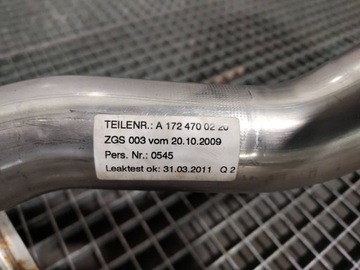 TEILENR.: A 172 470 02 20
ZGS 003 vom 20.10.2009
Pers. Nr.: 0545
Leaktest ok: 31.03.2011 Q 2